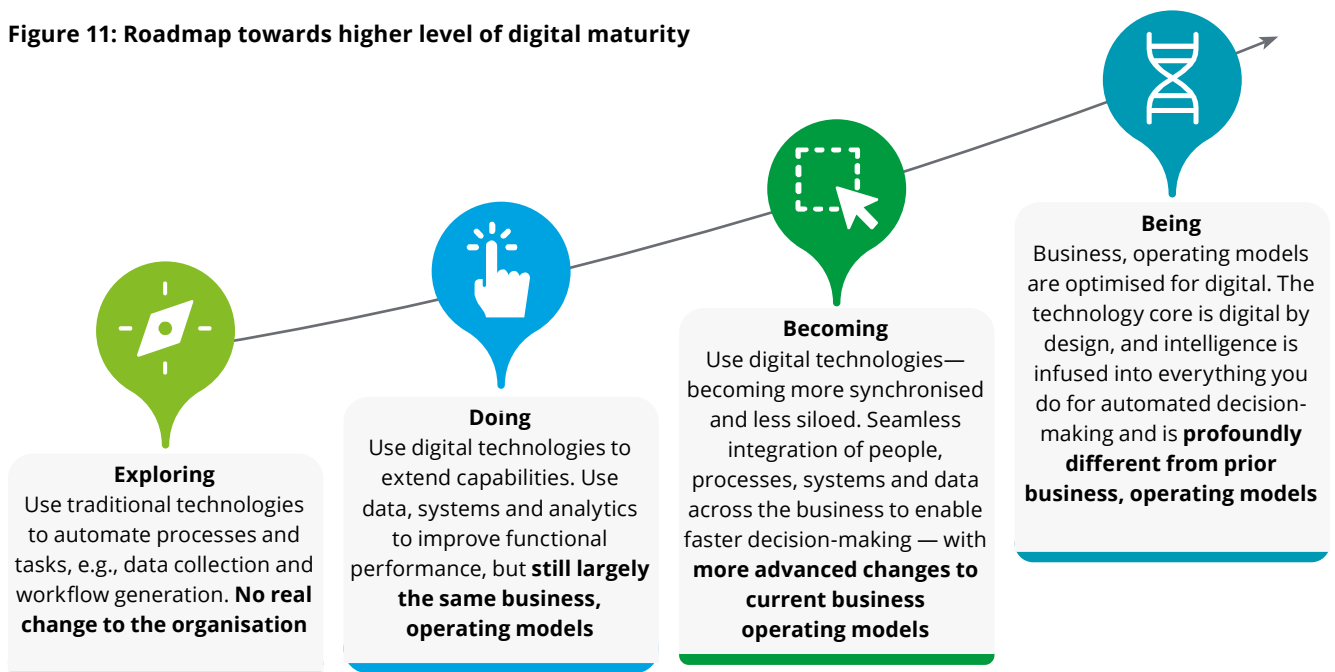 Figure 11: Roadmap towards higher level of digital maturity
Exploring
Use traditional technologies
to automate processes and
tasks, e.g., data collection and
workflow generation. No real
change to the organisation
Doing
Use digital technologies to
extend capabilities. Use
data, systems and analytics
to improve functional
performance, but still largely
the same business,
operating models
Becoming
Use digital technologies—
becoming more synchronised
and less siloed. Seamless
integration of people,
processes, systems and data
across the business to enable
faster decision-making — with
more advanced changes to
current business
operating models
Being
Business, operating models
are optimised for digital. The
technology core is digital by
design, and intelligence is
infused into everything you
do for automated decision-
making and is profoundly
different from prior
business, operating models